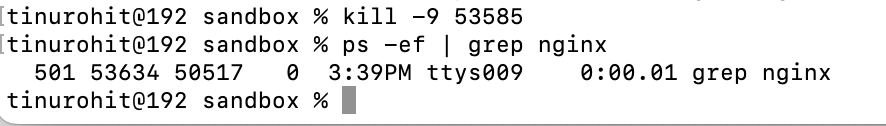 [tinurohit@192 sandbox % kill -9 53585
[tinurohit@192 sandbox % ps -ef | grep nginx
  501 53634 50517   0  3:39PM ttys009    0:00.01 grep nginx
tinurohit@192 sandbox %